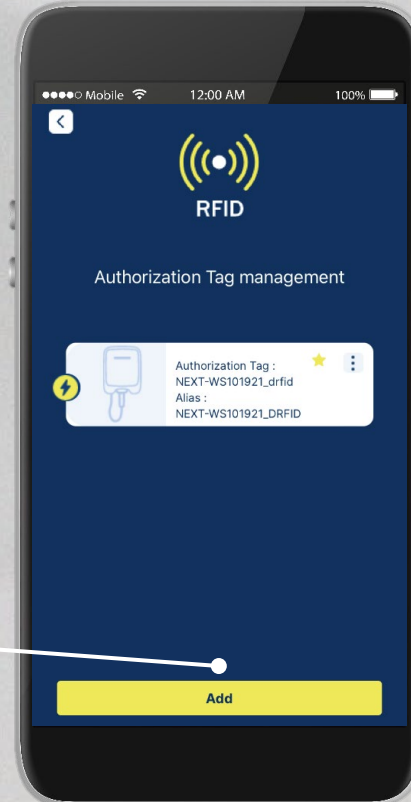 Mobile 12:00 AM 100%
RFID
Authorization Tag management
Authorization Tag :
NEXT-WS101921_drfid
Alias :
NEXT-WS101921_DRFID
Add